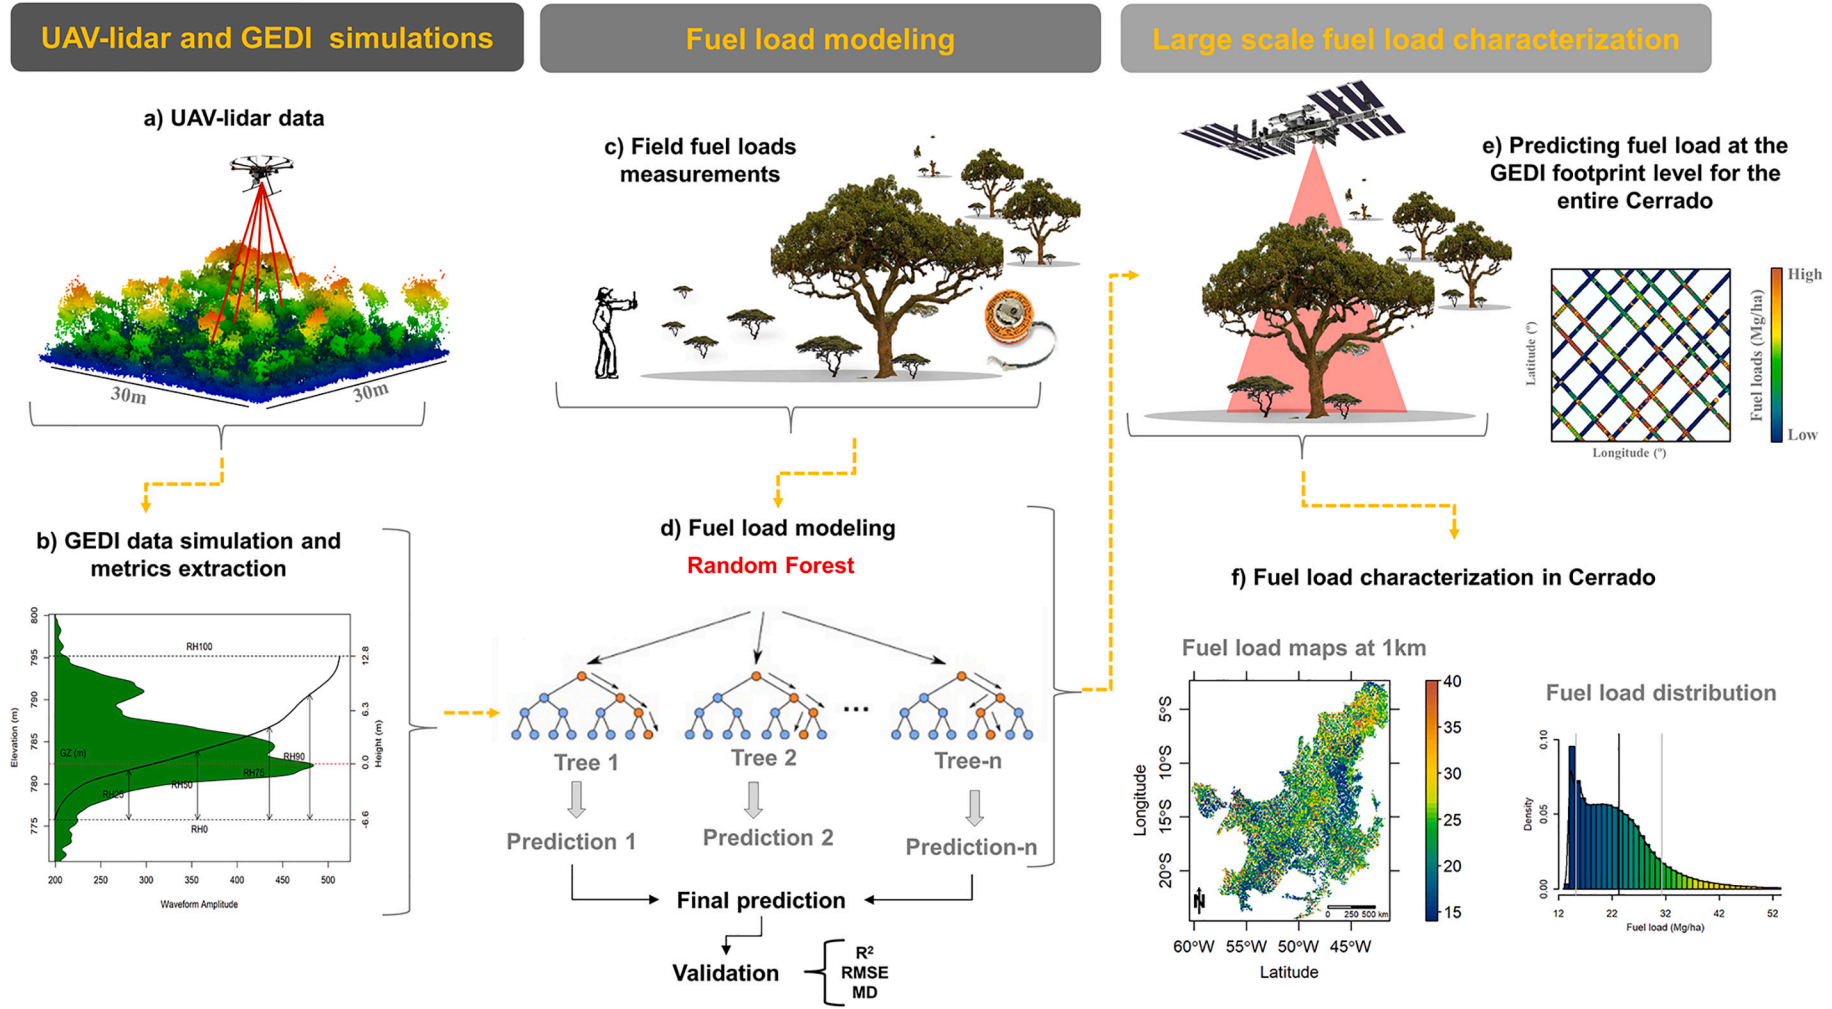 UAV-lidar and GEDI simulations
Fuel load modeling
Large scale fuel load characterization
a) UAV-lidar data
30m
30m
b) GEDI data simulation and
metrics extraction
800
795
790
785
780
775
Elevation (m)
RH100
GZ (m)
RH25
RH50
RH75
RH90
RH0
12.8
6.3
0.0
-6.6
Height (m)
200
250
300
350
400
450
500
Waveform Amplitude
c) Field fuel loads
measurements
d) Fuel load modeling
Random Forest
...
Tree 1
Tree 2
Tree-n
Prediction 1
Prediction 2
Prediction-n
Final prediction
Validation
R²
RMSE
MD
e) Predicting fuel load at the
GEDI footprint level for the
entire Cerrado
Latitude (º)
Longitude (º)
Fuel loads (Mg/ha)
High
Low
f) Fuel load characterization in Cerrado
Fuel load maps at 1km
5°S
10°S
15°S
20°S
Longitude
N
0 250 500 km
60°W 55°W 50°W 45°W
Latitude
40
35
30
25
20
15
Fuel load distribution
0.10
0.05
0.00
Density
12 22 32 42 52
Fuel load (Mg/ha)